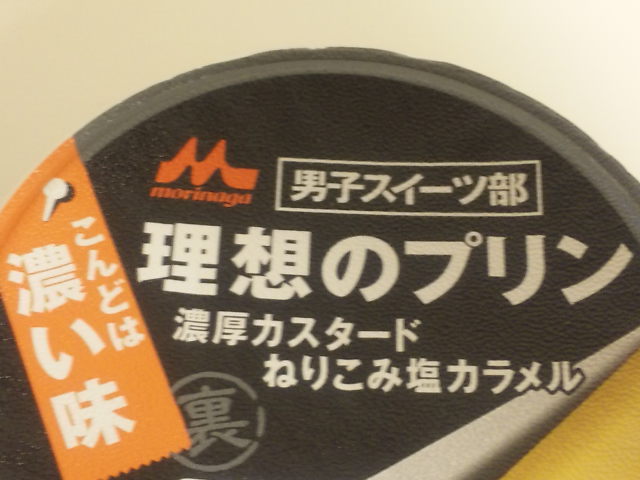 morinaga
男子スイーツ部
理想のプリン
濃厚カスタード
ねりこみ塩カラメル
こんどは
濃い味
裏